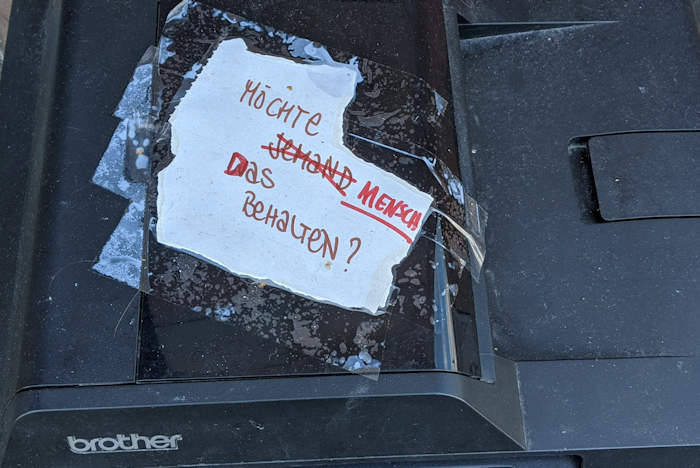 MÖCHTE
JEMAND MENSCH
DAS
BEHALTEN?
brother